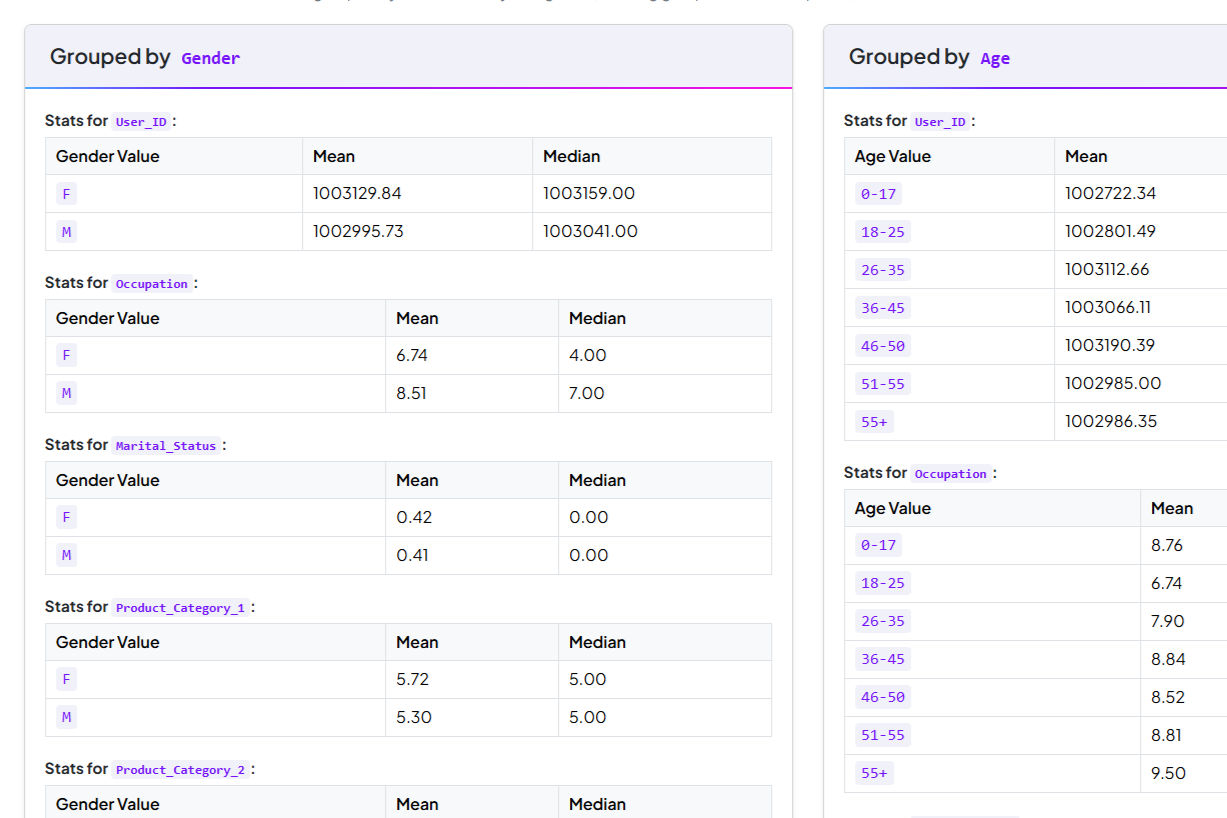 Grouped by Gender
Stats for User_ID :
Gender Value Mean Median
F 1003129.84 1003159.00
M 1002995.73 1003041.00
Stats for Occupation :
Gender Value Mean Median
F 6.74 4.00
M 8.51 7.00
Stats for Marital_Status :
Gender Value Mean Median
F 0.42 0.00
M 0.41 0.00
Stats for Product_Category_1 :
Gender Value Mean Median
F 5.72 5.00
M 5.30 5.00
Stats for Product_Category_2 :
Gender Value Mean Median
Grouped by Age
Stats for User_ID :
Age Value Mean
0-17 1002722.34
18-25 1002801.49
26-35 1003112.66
36-45 1003066.11
46-50 1003190.39
51-55 1002985.00
55+ 1002986.35
Stats for Occupation :
Age Value Mean
0-17 8.76
18-25 6.74
26-35 7.90
36-45 8.84
46-50 8.52
51-55 8.81
55+ 9.50